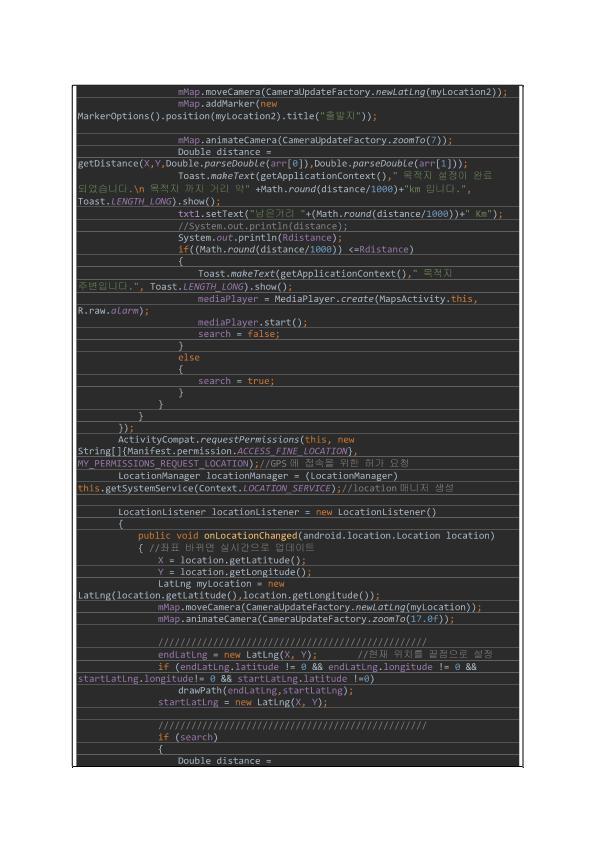 mMap.moveCamera(CameraUpdateFactory.newLatLng(myLocation2));
mMap.addMarker(new
MarkerOptions().position(myLocation2).title("출발지"));
mMap.animateCamera(CameraUpdateFactory.zoomTo(7));
Double distance =
getDistance(X,Y,Double.parseDouble(arr[0]),Double.parseDouble(arr[1]));
Toast.makeText(getApplicationContext()," 목적지 설정이 완료
되었습니다.\n 목적지 까지 거리 약" +Math.round(distance/1000)+"km 입니다.",
Toast.LENGTH_LONG).show();
txt1.setText("남은거리 "+(Math.round(distance/1000))+" Km");
//System.out.println(distance);
System.out.println(Rdistance);
if((Math.round(distance/1000)) <=Rdistance)
{
Toast.makeText(getApplicationContext()," 목적지
주변입니다.", Toast.LENGTH_LONG).show();
mediaPlayer = MediaPlayer.create(MapsActivity.this,
R.raw.alarm);
mediaPlayer.start();
search = false;
}
else
{
search = true;
}
}
}
});
ActivityCompat.requestPermissions(this, new
String[]{Manifest.permission.ACCESS_FINE_LOCATION},
MY_PERMISSIONS_REQUEST_LOCATION);//GPS에 접속을 위한 허가 요청
LocationManager locationManager = (LocationManager)
this.getSystemService(Context.LOCATION_SERVICE);//location매니저 생성
LocationListener locationListener = new LocationListener()
{
public void onLocationChanged(android.location.Location location)
{ //좌표 바뀌면 실시간으로 업데이트
X = location.getLatitude();
Y = location.getLongitude();
LatLng myLocation = new
LatLng(location.getLatitude(),location.getLongitude());
mMap.moveCamera(CameraUpdateFactory.newLatLng(myLocation));
mMap.animateCamera(CameraUpdateFactory.zoomTo(17.0f));
////////////////////////////////////////////////
endLatLng = new LatLng(X, Y); //현재 위치를 끝점으로 설정
if (endLatLng.latitude != 0 && endLatLng.longitude != 0 &&
startLatLng.longitude!= 0 && startLatLng.latitude !=0)
drawPath(endLatLng,startLatLng);
startLatLng = new LatLng(X, Y);
////////////////////////////////////////////////
if (search)
{
Double distance =